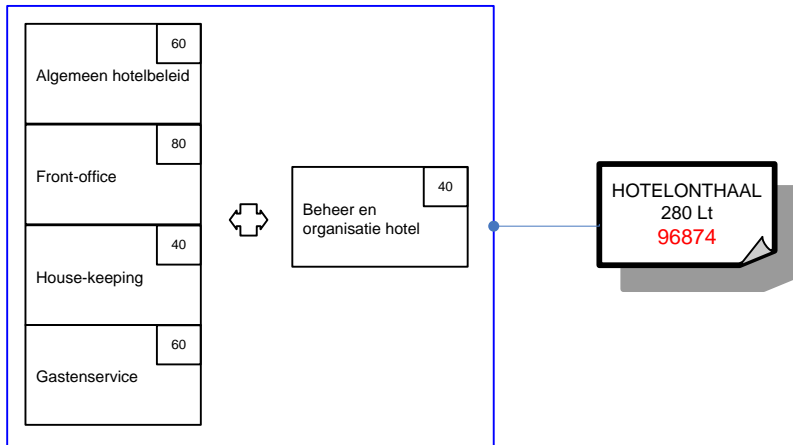 60
Algemeen hotelbeleid
80
Front-office
40
House-keeping
60
Gastenservice
40
Beheer en
organisatie hotel
HOTELONTHAAL
280 Lt
96874